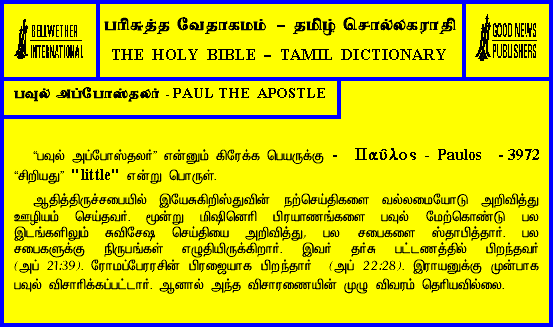 BELLWETHER
INTERNATIONAL
பரிசுத்த வேதாகமம் – தமிழ் சொல்லகராதி
THE HOLY BIBLE – TAMIL DICTIONARY
GOOD NEWS
PUBLISHERS
பவுல் அப்போஸ்தலர் - PAUL THE APOSTLE
“பவுல் அப்போஸ்தலர்” என்னும் கிரேக்க பெயருக்கு - Παῦλος - Paulos - 3972
“சிறியது” "little" என்று பொருள்.
ஆதித்திருச்சபையில் இயேசுகிறிஸ்துவின் நற்செய்திகளை வல்லமையோடு அறிவித்து
ஊழியம் செய்தவர். மூன்று மிஷினெரி பிரயாணங்களை பவுல் மேற்கொண்டு பல
இடங்களிலும் சுவிசேஷ செய்தியை அறிவித்து, பல சபைகளை ஸ்தாபித்தார். பல
சபைகளுக்கு நிருபங்கள் எழுதியிருக்கிறார். இவர் தர்சு பட்டணத்தில் பிறந்தவர்
(அப் 21:39). ரோமப்பேரரசின் பிரஜையாக பிறந்தார் (அப் 22:28). இராயனுக்கு முன்பாக
பவுல் விசாரிக்கப்பட்டார். ஆனால் அந்த விசாரணையின் முழு விவரம் தெரியவில்லை.